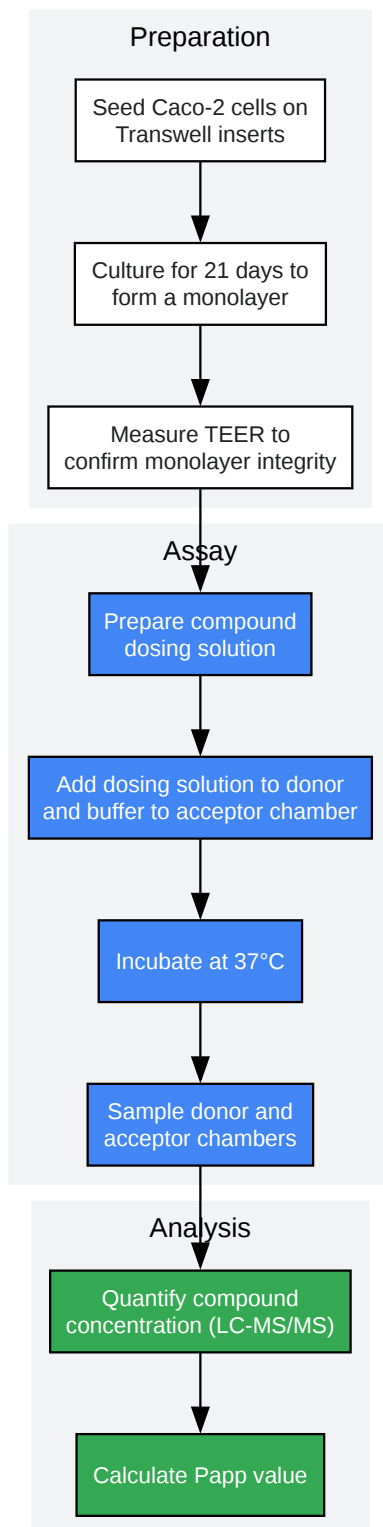 Preparation
Seed Caco-2 cells on
Transwell inserts
Culture for 21 days to
form a monolayer
Measure TEER to
confirm monolayer integrity
Assay
Prepare compound
dosing solution
Add dosing solution to donor
and buffer to acceptor chamber
Incubate at 37°C
Sample donor and
acceptor chambers
Analysis
Quantify compound
concentration (LC-MS/MS)
Calculate Papp value